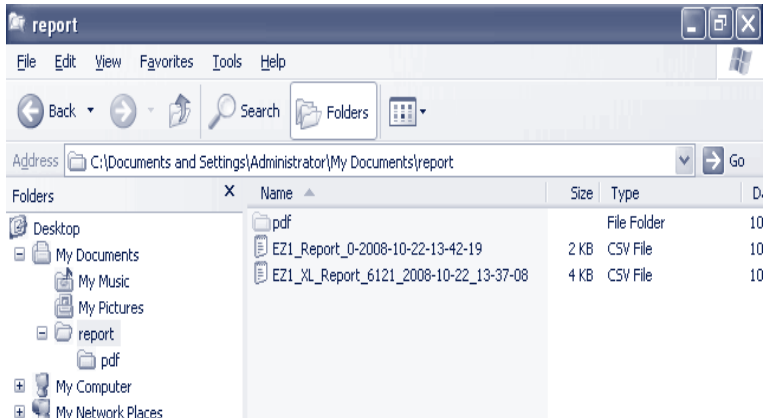 report
File Edit View Favorites Tools Help
Back Search Folders
Address C:\Documents and Settings\Administrator\My Documents\report Go
Folders X Name Size Type
Desktop pdf File Folder 10
My Documents EZ1_Report_0-2008-10-22-13-42-19 2 KB CSV File 10
My Music EZ1_XL_Report_6121_2008-10-22_13-37-08 4 KB CSV File 10
My Pictures
report
pdf
My Computer
My Network Places